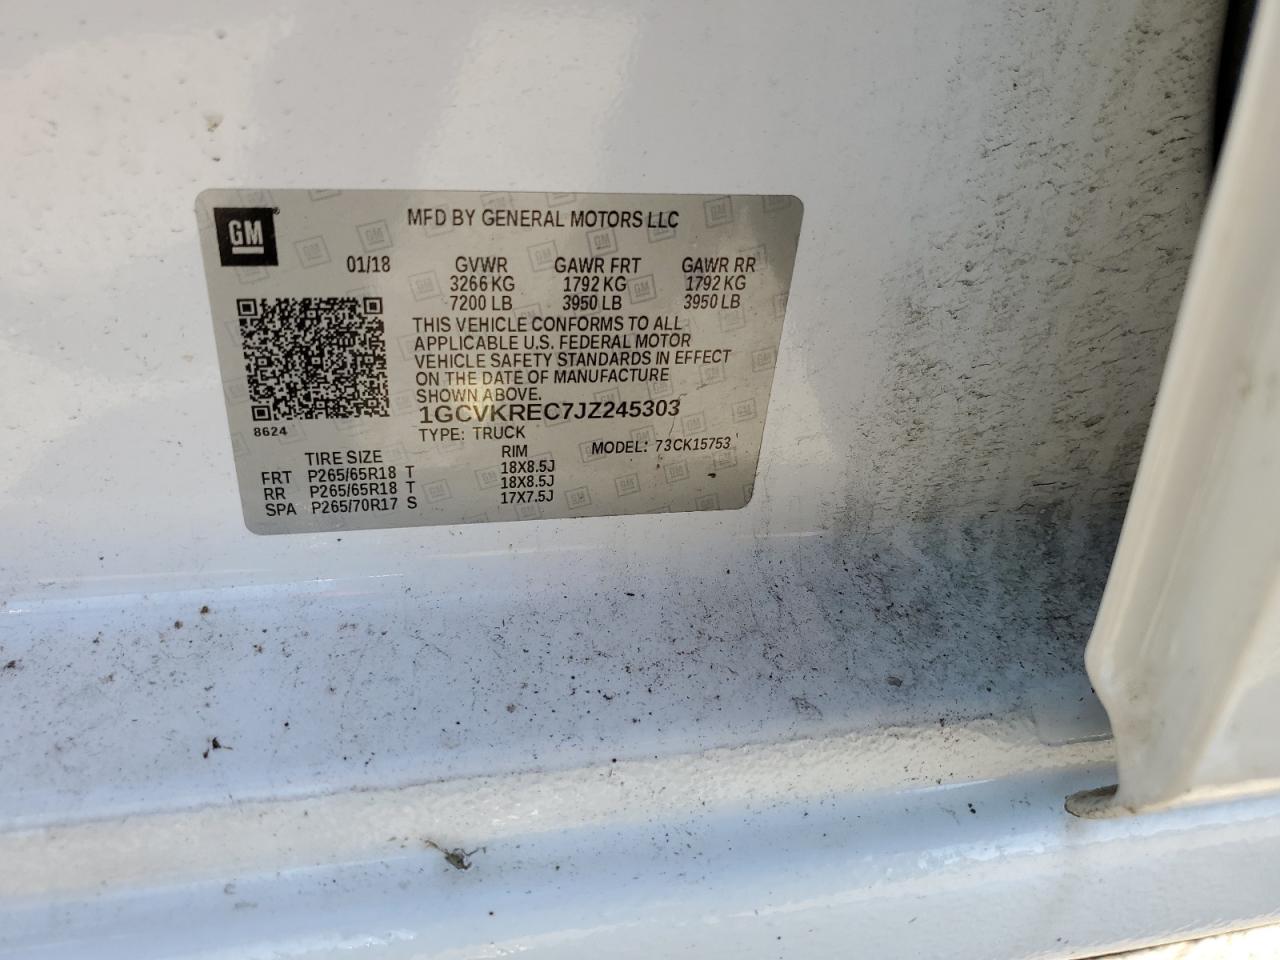 GM
MFD BY GENERAL MOTORS LLC
01/18 GVWR GAWR FRT GAWR RR
3266 KG 1792 KG 1792 KG
7200 LB 3950 LB 3950 LB
THIS VEHICLE CONFORMS TO ALL
APPLICABLE U.S. FEDERAL MOTOR
VEHICLE SAFETY STANDARDS IN EFFECT
ON THE DATE OF MANUFACTURE
SHOWN ABOVE.
1GCVKREC7JZ245303
8624
TYPE: TRUCK
MODEL: 73CK15753
TIRE SIZE RIM
FRT P265/65R18 T 18X8.5J
RR P265/65R18 T 18X8.5J
SPA P265/70R17 S 17X7.5J